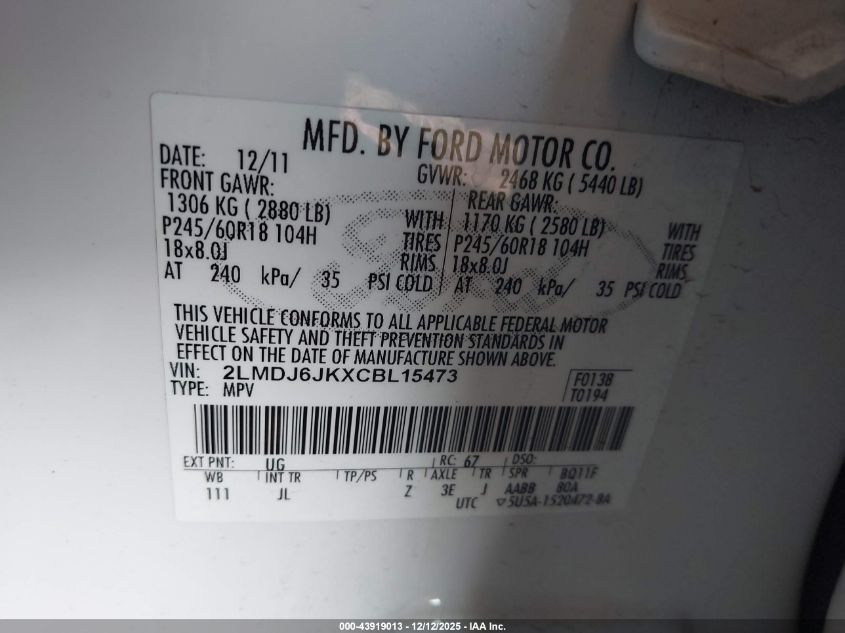 MFD. BY FORD MOTOR CO.
DATE: 12/11 GVWR: 2468 KG ( 5440 LB)
FRONT GAWR: REAR GAWR:
1306 KG ( 2880 LB) WITH 1170 KG ( 2580 LB) WITH
P245/60R18 104H TIRES P245/60R18 104H TIRES
18x8.0J RIMS 18x8.0J RIMS
AT 240 kPa/ 35 PSI COLD AT 240 kPa/ 35 PSI COLD
THIS VEHICLE CONFORMS TO ALL APPLICABLE FEDERAL MOTOR
VEHICLE SAFETY AND THEFT PREVENTION STANDARDS IN
EFFECT ON THE DATE OF MANUFACTURE SHOWN ABOVE.
VIN: 2LMDJ6JKXCBL15473 F0138
TYPE: MPV T0194
EXT PNT: UG RC: 67 DSO:
WB INT TR TP/PS R AXLE TR SPR BQ11F
111 JL Z 3E J AABB 80A
UTC ▽5U5A-1520472-BA
000-43919013 - 12/12/2025 - IAA Inc.